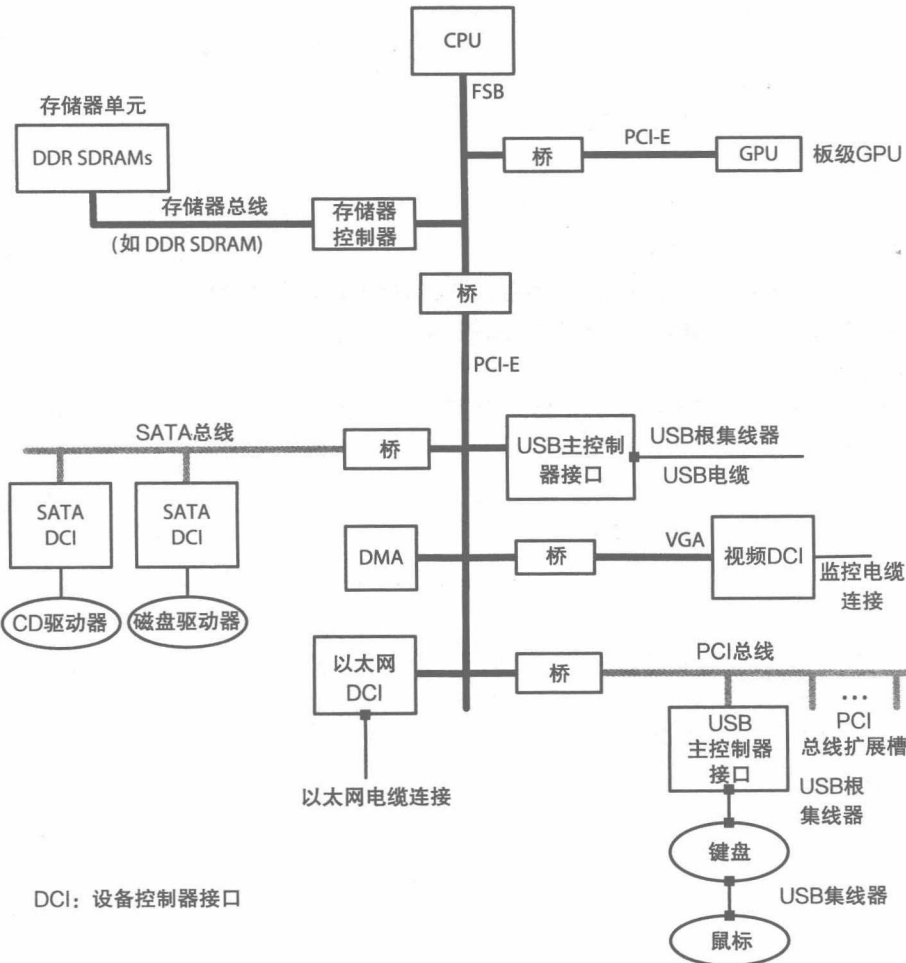 CPU
FSB
存储器单元
DDR SDRAMs
桥
PCI-E
GPU
板级GPU
存储器总线
(如 DDR SDRAM)
存储器
控制器
桥
PCI-E
SATA总线
桥
USB主控制
器接口
USB根集线器
USB电缆
SATA
DCI
SATA
DCI
DMA
桥
VGA
视频DCI
监控电缆
连接
CD驱动器
磁盘驱动器
以太网
DCI
桥
PCI总线
...
PCI
总线扩展槽
USB
主控制器
接口
USB根
集线器
以太网电缆连接
键盘
USB集线器
鼠标
DCI：设备控制器接口